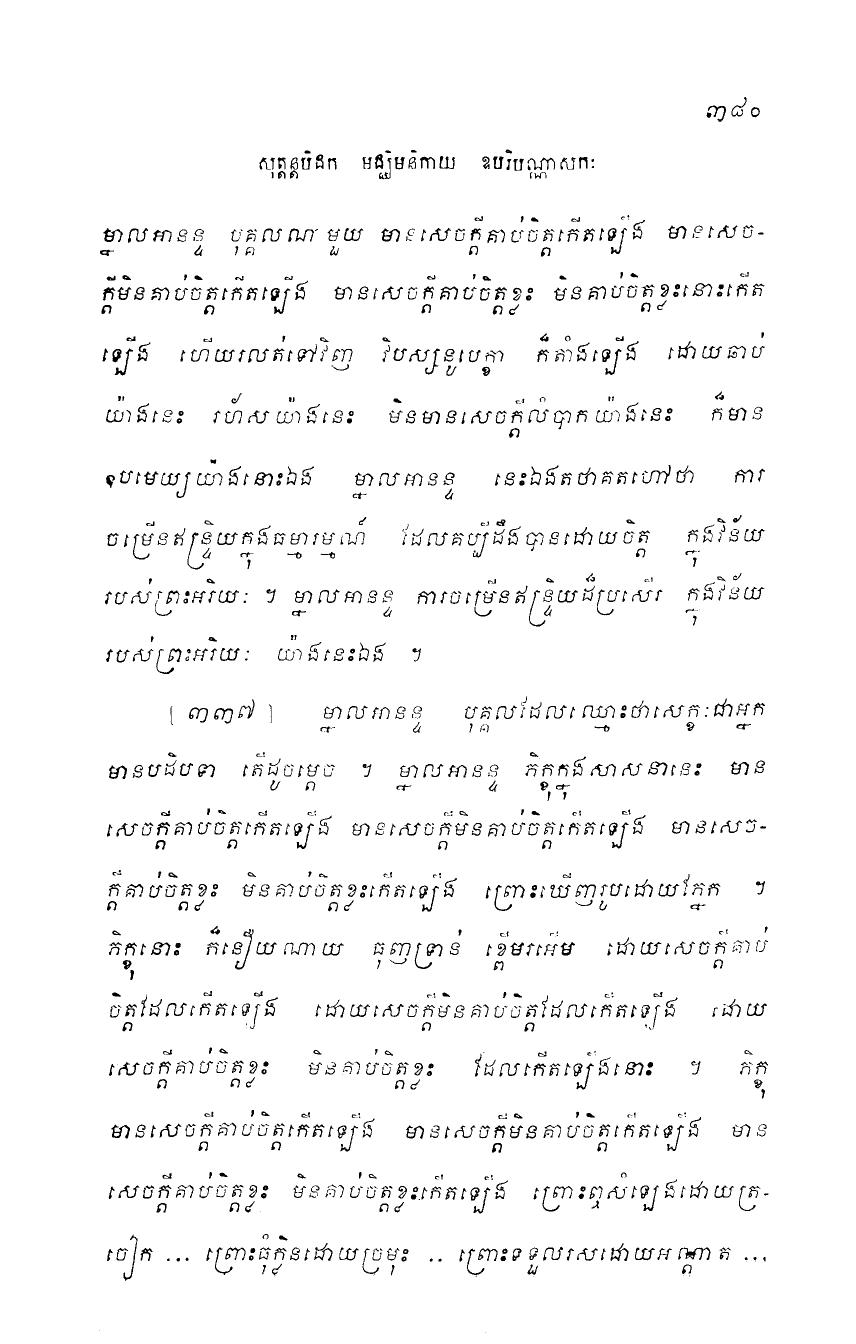 ៣៨០
សុត្តន្តបិដក មជ្ឈិមនិកាយ ឧបរិបណ្ណាសកៈ
ម្នាលអានន្ទ បុគ្គលណាមួយ មានសេចក្តីគាប់ចិត្តកើតឡើង មានសេច-
ក្តីមិនគាប់ចិត្តកើតឡើង មានសេចក្តីគាប់ចិត្តខ្លះ មិនគាប់ចិត្តខ្លះនោះកើត
ឡើង ហើយរលត់ទៅវិញ វិបស្សនូបេក្ខា ក៏តាំងឡើង ដោយឆាប់
យ៉ាងនេះ រហ័សយ៉ាងនេះ មិនមានសេចក្តីលំបាកយ៉ាងនេះ ក៏មាន
ឧបមេយ្យយ៉ាងនោះឯង ម្នាលអានន្ទ នេះឯងតថាគតហៅថា ការ
ចម្រើនឥន្ទ្រិយក្នុងធម្មារម្មណ៍ ដែលគប្បីដឹងបានដោយចិត្ត ក្នុងវិន័យ
របស់ព្រះអរិយៈ ។ ម្នាលអានន្ទ ការចម្រើនឥន្ទ្រិយដ៏ប្រសើរ ក្នុងវិន័យ
របស់ព្រះអរិយៈ យ៉ាងនេះឯង ។
[៣៣៧] ម្នាលអានន្ទ បុគ្គលដែលឈ្មោះថាសេក្ខៈជាអ្នក
មានបដិបទា តើដូចម្តេច ។ ម្នាលអានន្ទ ភិក្ខុក្នុងសាសនានេះ មាន
សេចក្តីគាប់ចិត្តកើតឡើង មានសេចក្តីមិនគាប់ចិត្តកើតឡើង មានសេច-
ក្តីគាប់ចិត្តខ្លះ មិនគាប់ចិត្តខ្លះកើតឡើង ព្រោះឃើញរូបដោយភ្នែក ។
ភិក្ខុនោះ ក៏នឿយណាយ ធុញទ្រាន់ ខ្ពើមរអើម ដោយសេចក្តីគាប់
ចិត្តដែលកើតឡើង ដោយសេចក្តីមិនគាប់ចិត្តដែលកើតឡើង ដោយ
សេចក្តីគាប់ចិត្តខ្លះ មិនគាប់ចិត្តខ្លះ ដែលកើតឡើងនោះ ។ ភិក្ខុ
មានសេចក្តីគាប់ចិត្តកើតឡើង មានសេចក្តីមិនគាប់ចិត្តកើតឡើង មាន
សេចក្តីគាប់ចិត្តខ្លះ មិនគាប់ចិត្តខ្លះកើតឡើង ព្រោះឮសំឡេងដោយត្រ-
ចៀក ... ព្រោះធុំក្លិនដោយច្រមុះ .. ព្រោះទទួលរសដោយអណ្តាត ...